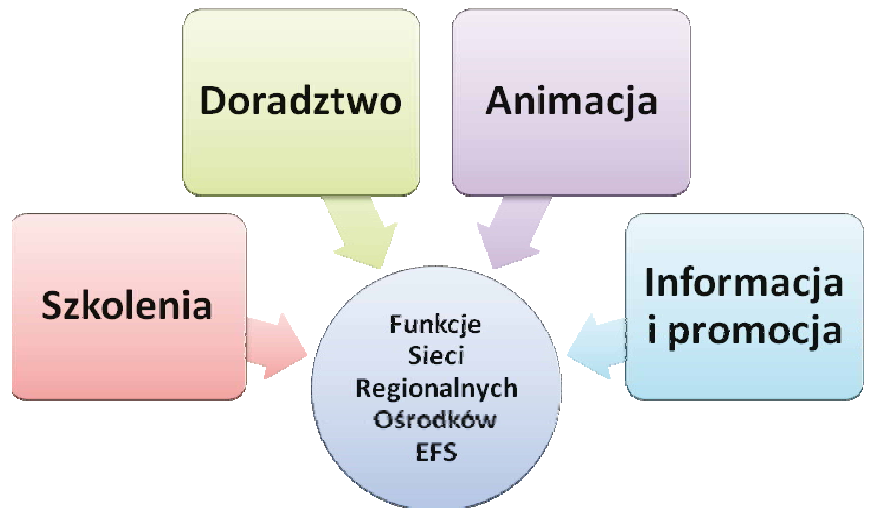 Doradztwo
Animacja
Szkolenia
Informacja
i promocja
Funkcje
Sieci
Regionalnych
Ośrodków
EFS